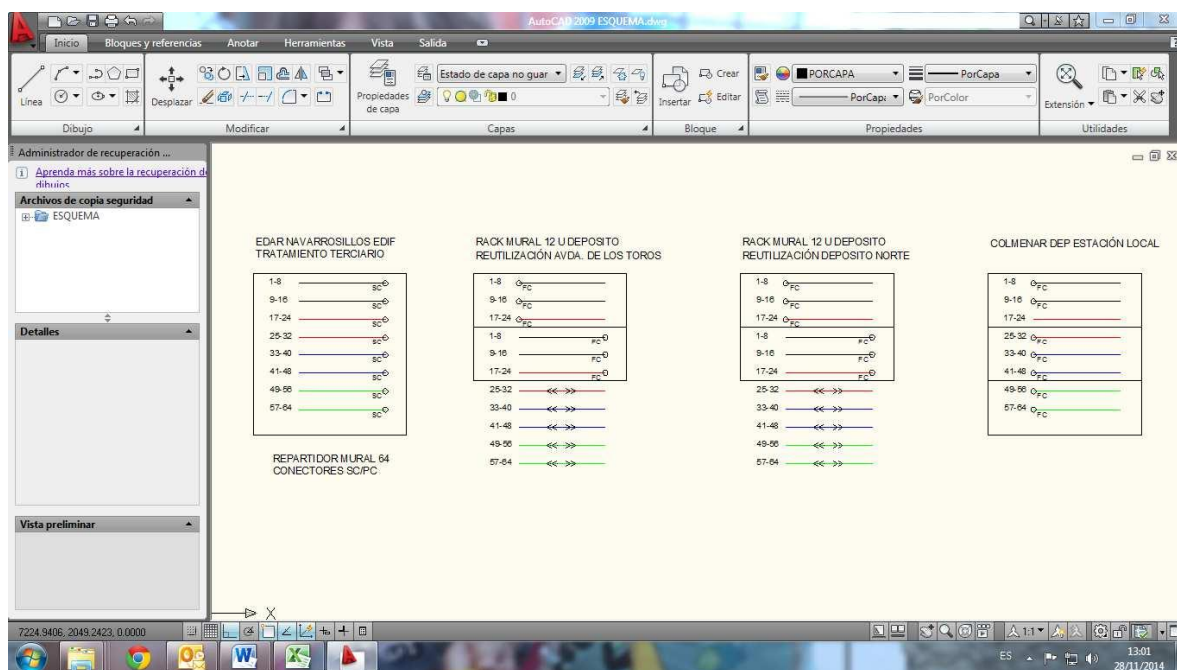 AutoCAD 2009 ESQUEMA.dwg
Inicio Bloques y referencias Anotar Herramientas Vista Salida
Línea
Desplazar
Propiedades de capa
Estado de capa no guar
0
Insertar
Crear
Editar
PORCAPA
PorCapa
PorCapa
PorColor
Extensión
Dibujo Modificar Capas Bloque Propiedades Utilidades
Administrador de recuperación ...
Aprenda más sobre la recuperación de
dibujos
Archivos de copia seguridad
ESQUEMA
Detalles
Vista preliminar
EDAR NAVARROSILLOS EDIF
TRATAMIENTO TERCIARIO
1-8 SC
9-16 SC
17-24 SC
25-32 SC
33-40 SC
41-48 SC
49-56 SC
57-64 SC
REPARTIDOR MURAL 64
CONECTORES SC/PC
RACK MURAL 12 U DEPOSITO
REUTILIZACIÓN AVDA. DE LOS TOROS
1-8 FC
9-16 FC
17-24 FC
1-8 FC
9-16 FC
17-24 FC
25-32 << >>
33-40 << >>
41-48 << >>
49-56 << >>
57-64 << >>
RACK MURAL 12 U DEPOSITO
REUTILIZACIÓN DEPOSITO NORTE
1-8 FC
9-16 FC
17-24 FC
1-8 FC
9-16 FC
17-24 FC
25-32 << >>
33-40 << >>
41-48 << >>
49-56 << >>
57-64 << >>
COLMENAR DEP ESTACIÓN LOCAL
1-8 FC
9-16 FC
17-24
25-32 FC
33-40 FC
41-48 FC
49-56 FC
57-64 FC
X
7224.9406, 2049.2423, 0.0000
1:1
ES
13:01
28/11/2014